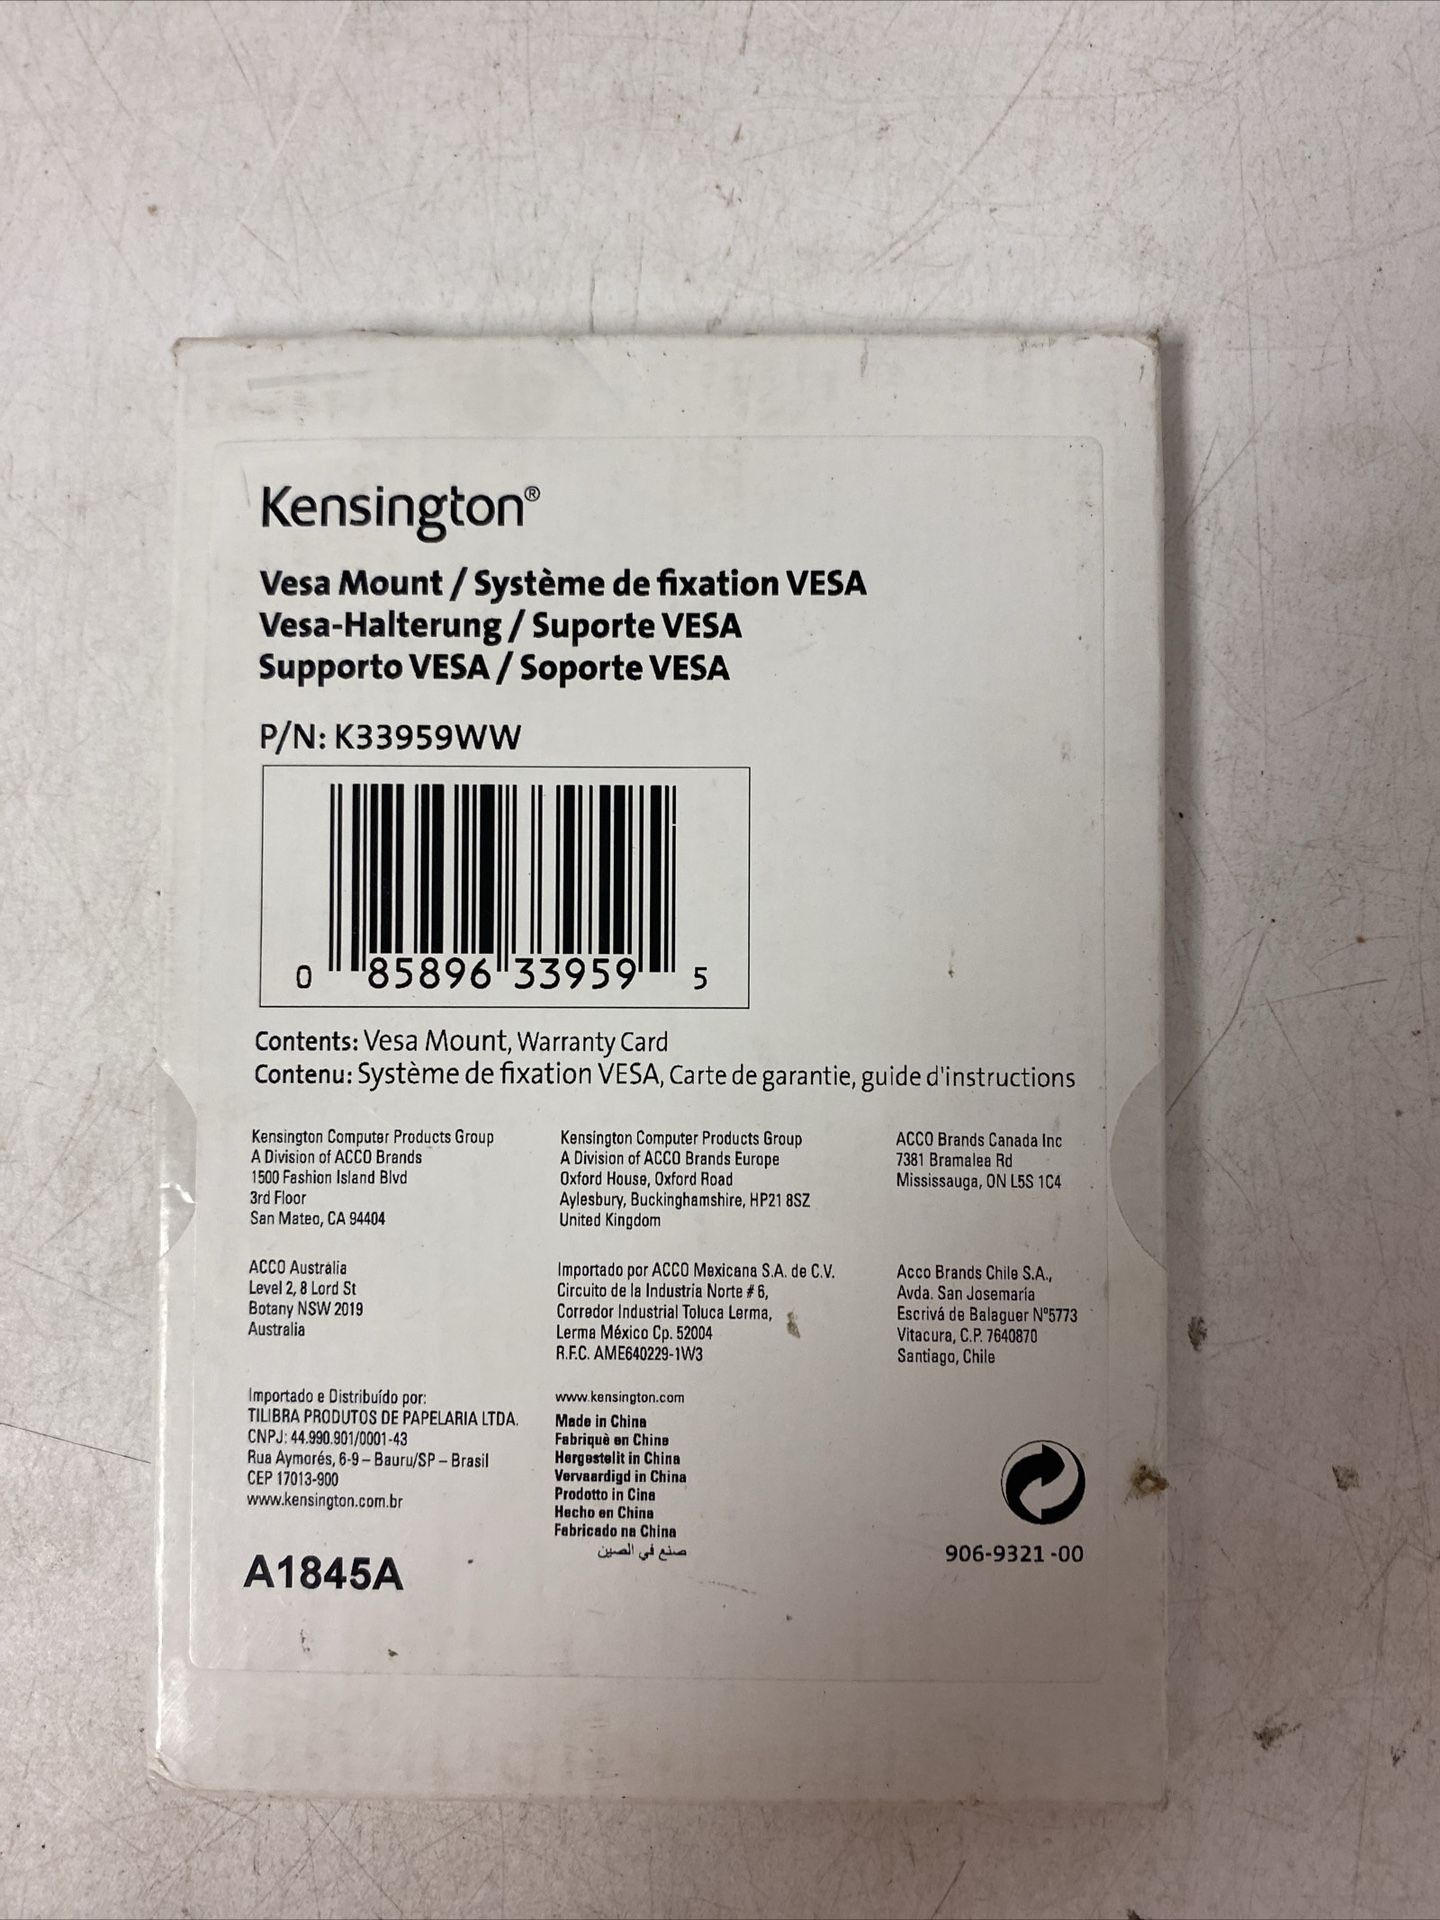 Kensington®
Vesa Mount / Système de fixation VESA
Vesa-Halterung / Suporte VESA
Supporto VESA / Soporte VESA
P/N: K33959WW
0 85896 33959 5
Contents: Vesa Mount, Warranty Card
Contenu: Système de fixation VESA, Carte de garantie, guide d'instructions
Kensington Computer Products Group
A Division of ACCO Brands
1500 Fashion Island Blvd
3rd Floor
San Mateo, CA 94404
Kensington Computer Products Group
A Division of ACCO Brands Europe
Oxford House, Oxford Road
Aylesbury, Buckinghamshire, HP21 8SZ
United Kingdom
ACCO Brands Canada Inc
7381 Bramalea Rd
Mississauga, ON L5S 1C4
ACCO Australia
Level 2, 8 Lord St
Botany NSW 2019
Australia
Importado por ACCO Mexicana S.A. de C.V.
Circuito de la Industria Norte # 6,
Corredor Industrial Toluca Lerma,
Lerma México Cp. 52004
R.F.C. AME640229-1W3
Acco Brands Chile S.A.,
Avda. San Josemaría
Escrivá de Balaguer Nº5773
Vitacura, C.P. 7640870
Santiago, Chile
Importado e Distribuído por:
TILIBRA PRODUTOS DE PAPELARIA LTDA.
CNPJ: 44.990.901/0001-43
Rua Aymorés, 6-9 – Bauru/SP – Brasil
CEP 17013-900
www.kensington.com.br
www.kensington.com
Made in China
Fabriquè en China
Hergestellt in China
Vervaardigd in China
Prodotto in Cina
Hecho en China
Fabricado na China
صنع في الصين
A1845A
906-9321 -00